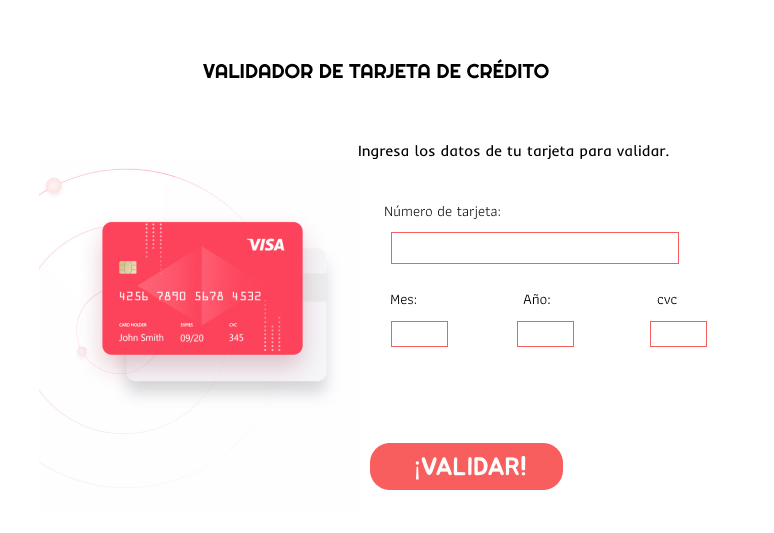 VALIDADOR DE TARJETA DE CRÉDITO
Ingresa los datos de tu tarjeta para validar.
Número de tarjeta:
Mes: Año: cvc
¡VALIDAR!
VISA
4256 7890 5678 4532
CARD HOLDER EXPIRES CVC
John Smith 09/20 345